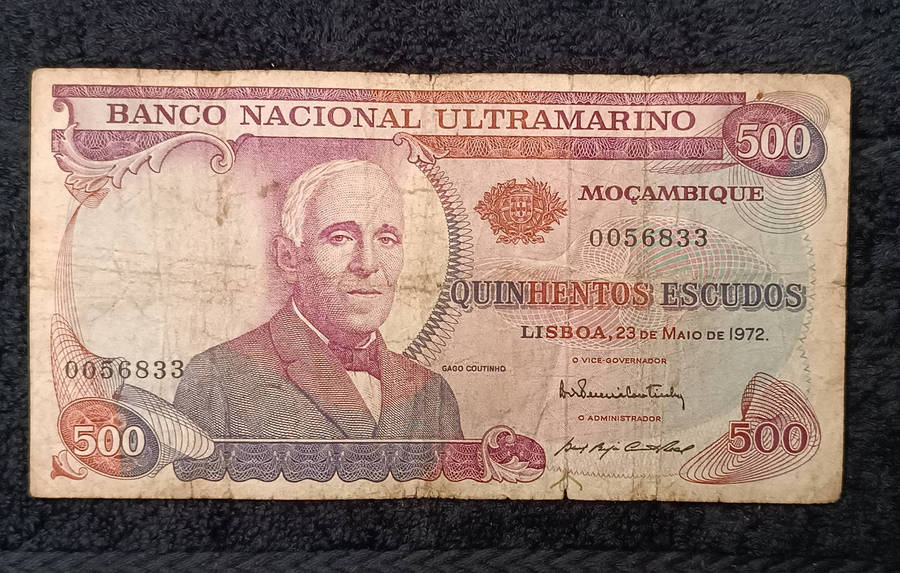 BANCO NACIONAL ULTRAMARINO
500
MOÇAMBIQUE
0056833
QUINHENTOS ESCUDOS
LISBOA, 23 DE MAIO DE 1972.
O VICE-GOVERNADOR
GAGO COUTINHO
0056833
O ADMINISTRADOR
500
500